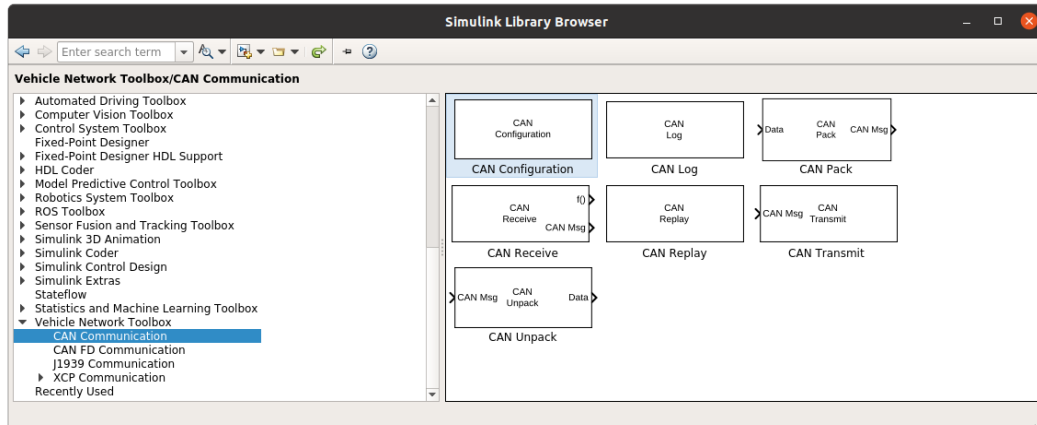 Simulink Library Browser
Enter search term
Vehicle Network Toolbox/CAN Communication
Automated Driving Toolbox
Computer Vision Toolbox
Control System Toolbox
Fixed-Point Designer
Fixed-Point Designer HDL Support
HDL Coder
Model Predictive Control Toolbox
Robotics System Toolbox
ROS Toolbox
Sensor Fusion and Tracking Toolbox
Simulink 3D Animation
Simulink Coder
Simulink Control Design
Simulink Extras
Stateflow
Statistics and Machine Learning Toolbox
Vehicle Network Toolbox
CAN Communication
CAN FD Communication
J1939 Communication
XCP Communication
Recently Used
CAN
Configuration
CAN Configuration
CAN
Log
CAN Log
Data
CAN
Pack
CAN Msg
CAN Pack
CAN
Receive
f()
CAN Msg
CAN Receive
CAN
Replay
CAN Replay
CAN Msg
CAN
Transmit
CAN Transmit
CAN Msg
CAN
Unpack
Data
CAN Unpack